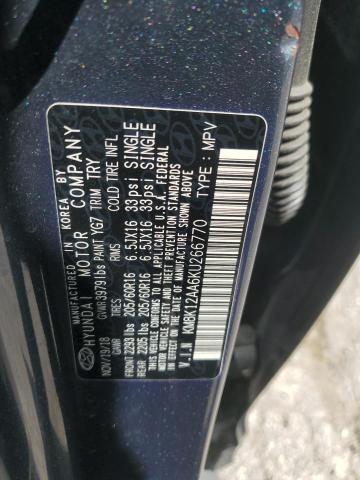 HYUNDAI MOTOR COMPANY
MANUFACTURED IN KOREA BY
NOV/19/18 GVWR 3979 lbs PAINT YG7 TRIM TRY
GAWR TIRES RIMS COLD TIRE INFL
FRONT 2293 lbs 205/60R16 6.5JX16 33psi SINGLE
REAR 2205 lbs 205/60R16 6.5JX16 33psi SINGLE
THIS VEHICLE CONFORMS TO ALL APPLICABLE U.S.A. FEDERAL
MOTOR VEHICLE SAFETY, BUMPER, AND THEFT PREVENTION
STANDARDS IN EFFECT ON THE DATE OF MANUFACTURE SHOWN ABOVE
V.I.N KM8K12AA6KU266770 TYPE : MPV